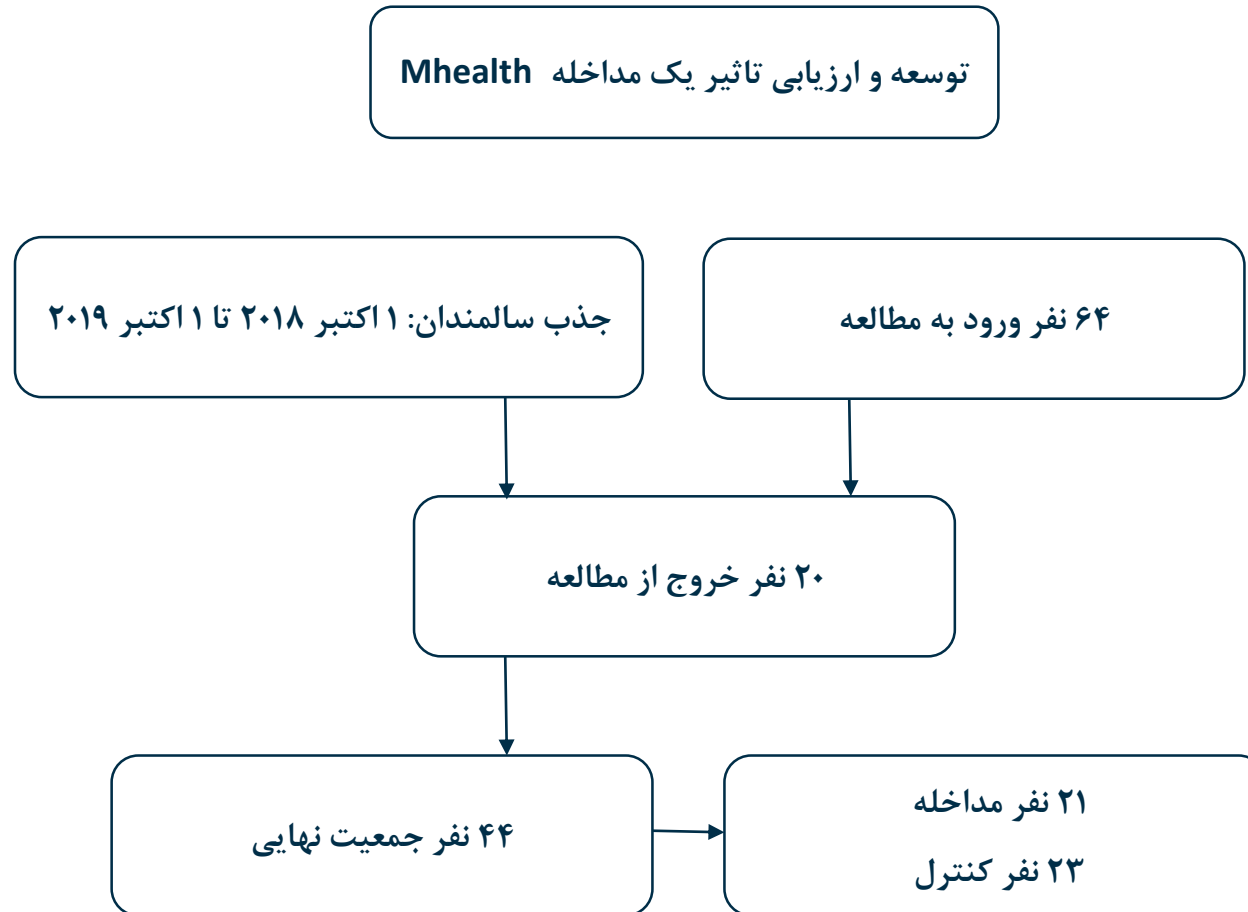 توسعه و ارزیابی تاثیر یک مداخله Mhealth
۶۴ نفر ورود به مطالعه
جذب سالمندان: ۱ اکتبر ۲۰۱۸ تا ۱ اکتبر ۲۰۱۹
۲۰ نفر خروج از مطالعه
۴۴ نفر جمعیت نهایی
۲۱ نفر مداخله
۲۳ نفر کنترل